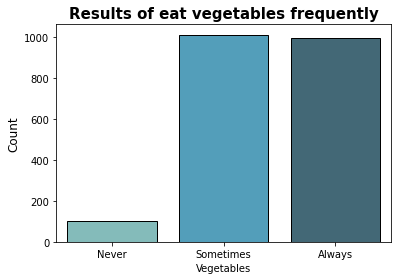 Results of eat vegetables frequently
1000
800
600
400
200
0
Count
Never Sometimes Always
Vegetables